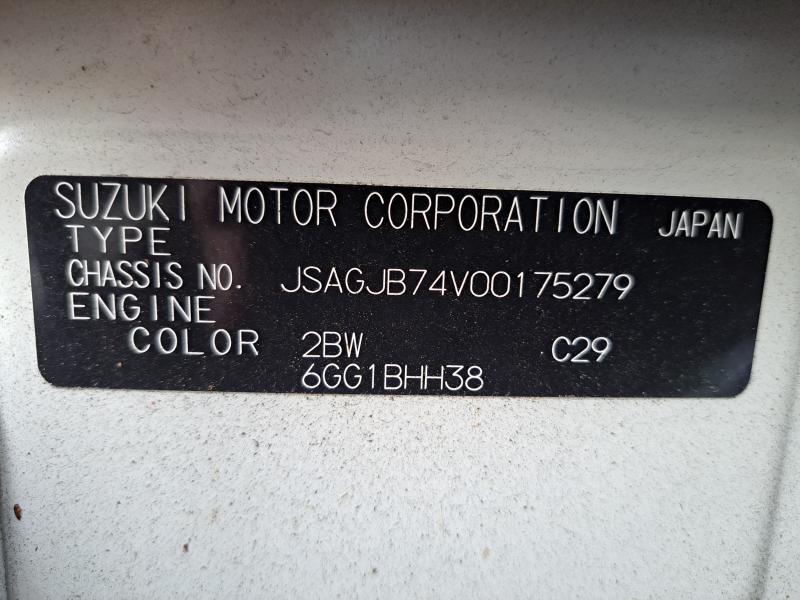 SUZUKI MOTOR CORPORATION JAPAN
TYPE
CHASSIS NO. JSAGJB74V00175279
ENGINE
COLOR 2BW C29
6GG1BHH38